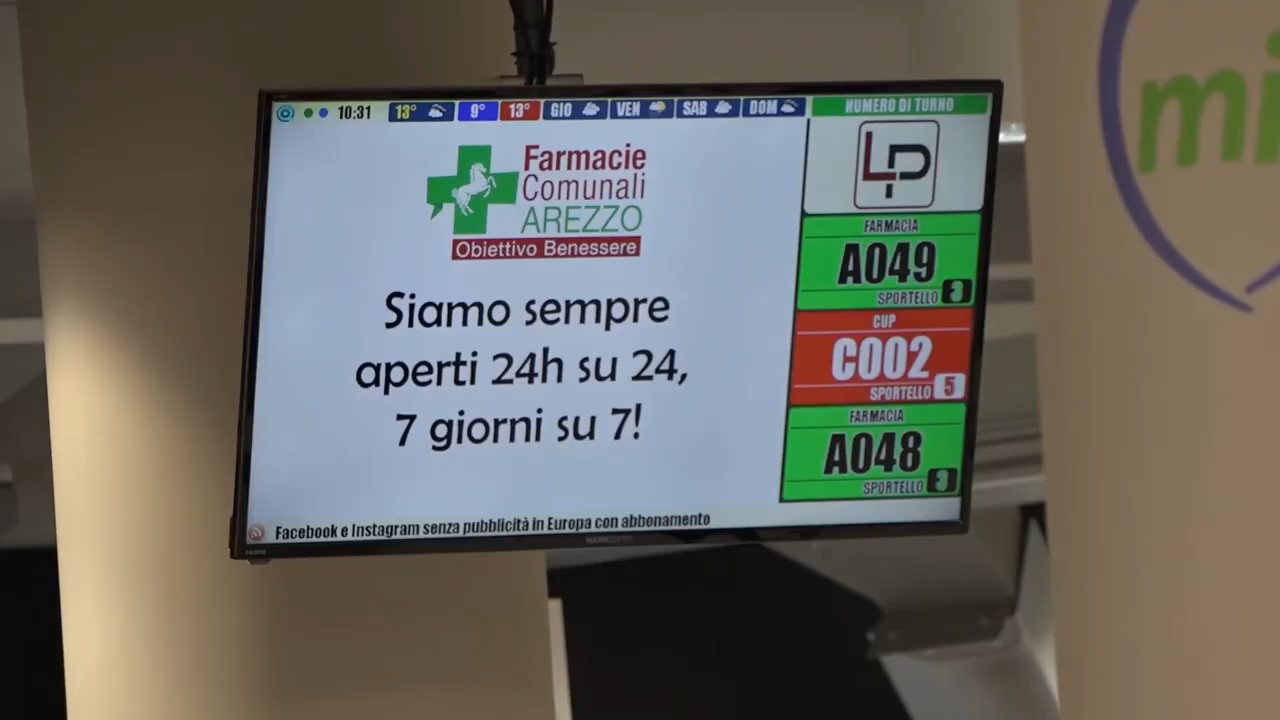 10:31 13° 9° 13° GIO VEN SAB DOM
NUMERO DI TURNO
LP
Farmacie
Comunali
AREZZO
Obiettivo Benessere
Siamo sempre
aperti 24h su 24,
7 giorni su 7!
FARMACIA
A049
SPORTELLO 3
CUP
C002
SPORTELLO 5
FARMACIA
A048
SPORTELLO 3
Facebook e Instagram senza pubblicità in Europa con abbonamento
HDMI
mi